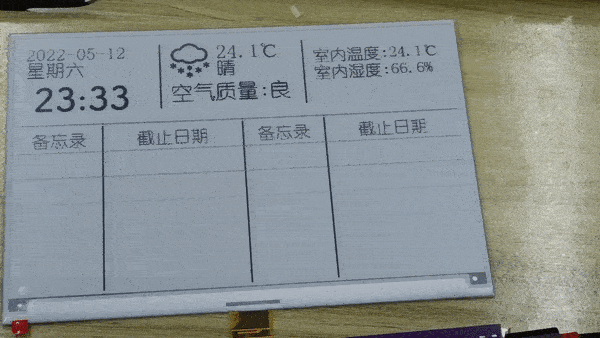 2022-05-12
星期六
23:33
24.1℃
晴
空气质量:良
室内温度:24.1℃
室内湿度:66.6%
备忘录 截止日期 备忘录 截止日期